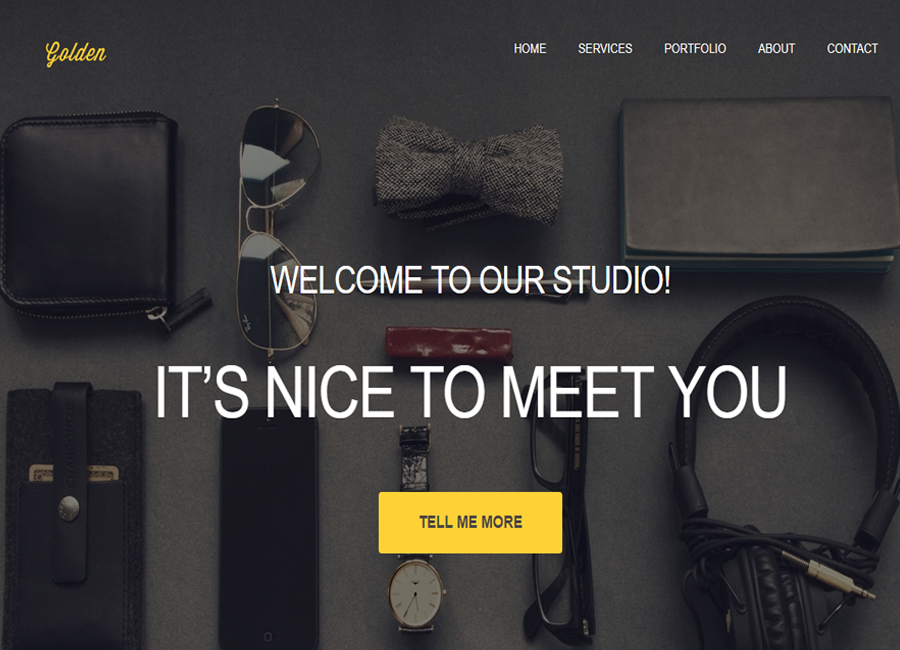 Golden
HOME SERVICES PORTFOLIO ABOUT CONTACT
WELCOME TO OUR STUDIO!
IT’S NICE TO MEET YOU
TELL ME MORE